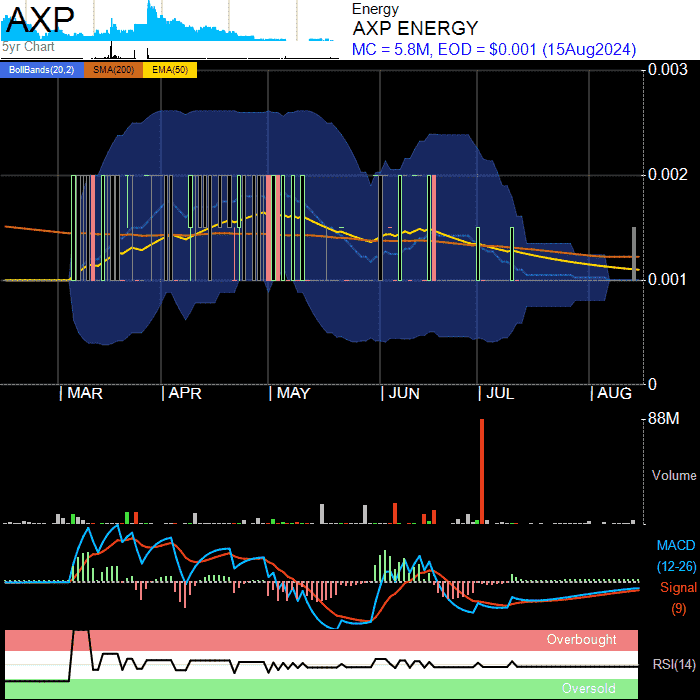 AXP
5yr Chart
Energy
AXP ENERGY
MC = 5.8M, EOD = $0.001 (15Aug2024)
BollBands(20,2) SMA(200) EMA(50)
0.003
0.002
0.001
0
MAR APR MAY JUN JUL AUG
88M
Volume
MACD
(12-26)
Signal
(9)
Overbought
RSI(14)
Oversold